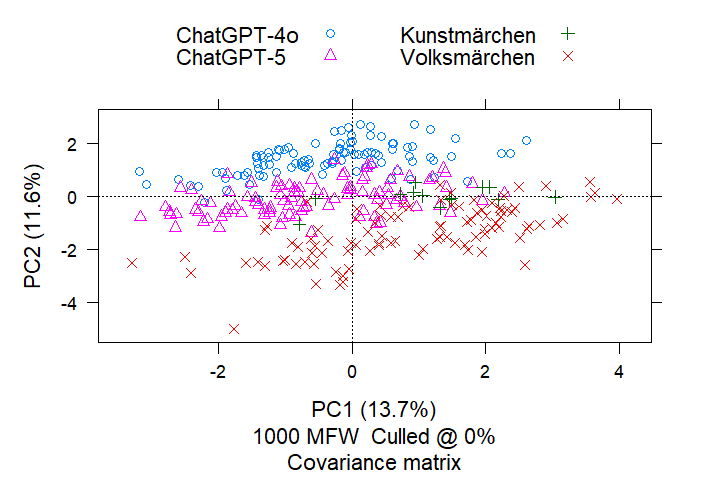 ChatGPT-4o Kunstmärchen
ChatGPT-5 Volksmärchen
2
0
-2
-4
PC2 (11.6%)
-2 0 2 4
PC1 (13.7%)
1000 MFW Culled @ 0%
Covariance matrix